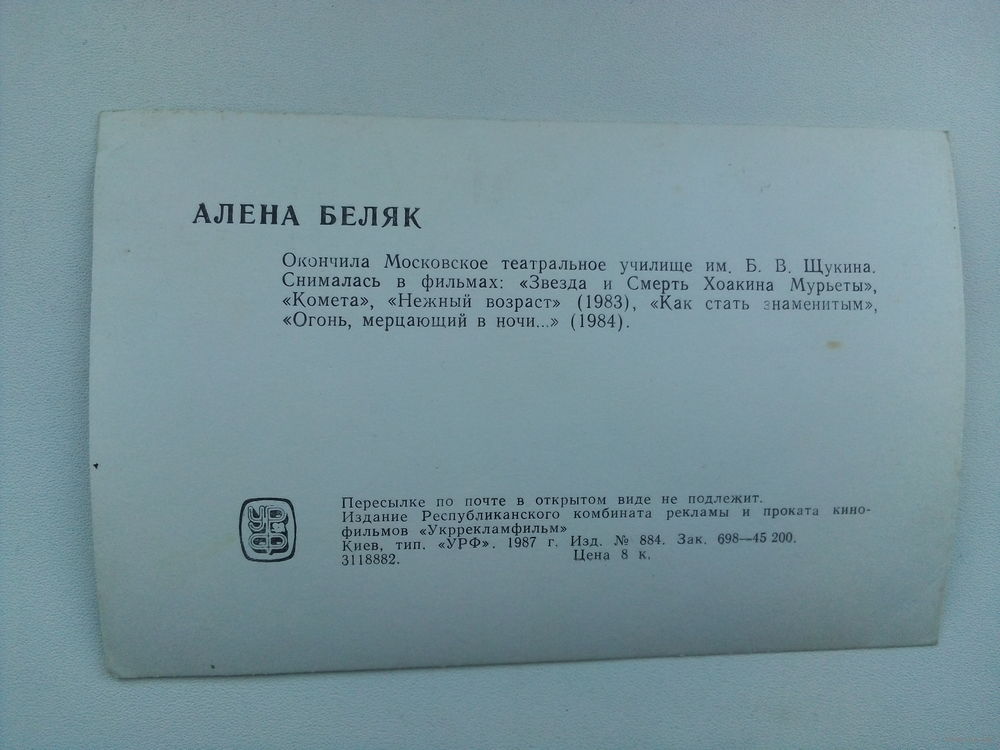 АЛЕНА БЕЛЯК
Окончила Московское театральное училище им. Б. В. Щукина.
Снималась в фильмах: «Звезда и Смерть Хоакина Мурьеты»,
«Комета», «Нежный возраст» (1983), «Как стать знаменитым»,
«Огонь, мерцающий в ночи...» (1984).
Пересылке по почте в открытом виде не подлежит.
Издание Республиканского комбината рекламы и проката кино-
фильмов «Укррекламфильм»
Киев, тип. «УРФ». 1987 г. Изд. № 884. Зак. 698—45 200.
3118882. Цена 8 к.